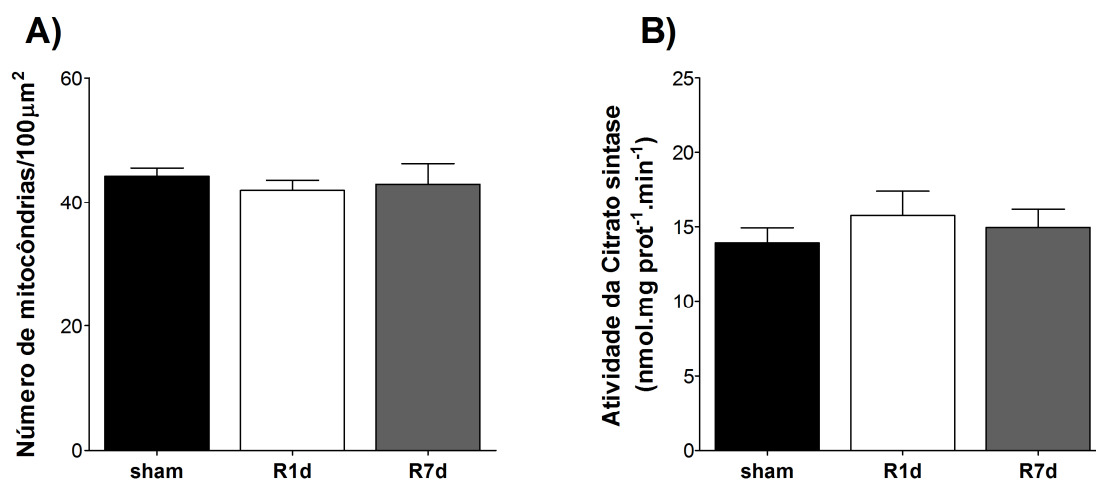 A)
Número de mitocôndrias/100µm²
60
40
20
0
sham
R1d
R7d
B)
Atividade da Citrato sintase
(nmol.mg prot⁻¹.min⁻¹)
25
20
15
10
5
0
sham
R1d
R7d